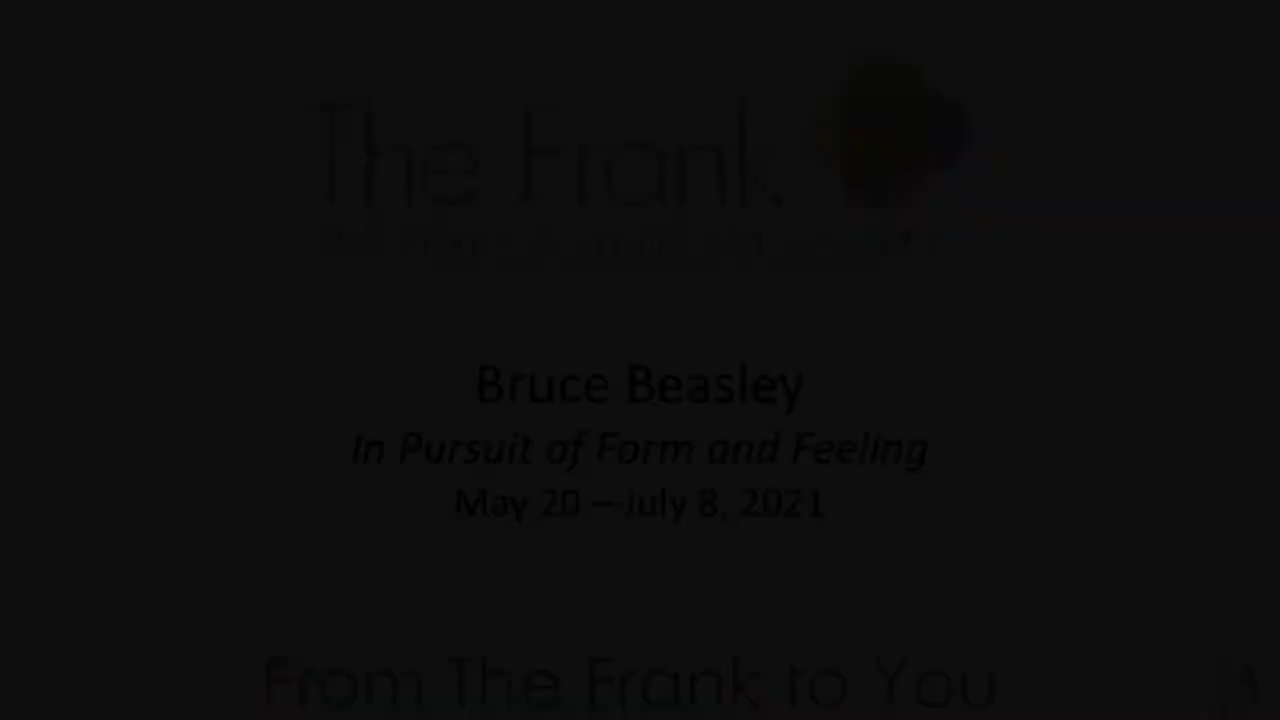 The Frank
Bruce Beasley
In Pursuit of Form and Feeling
May 20 – July 8, 2021
From The Frank to You